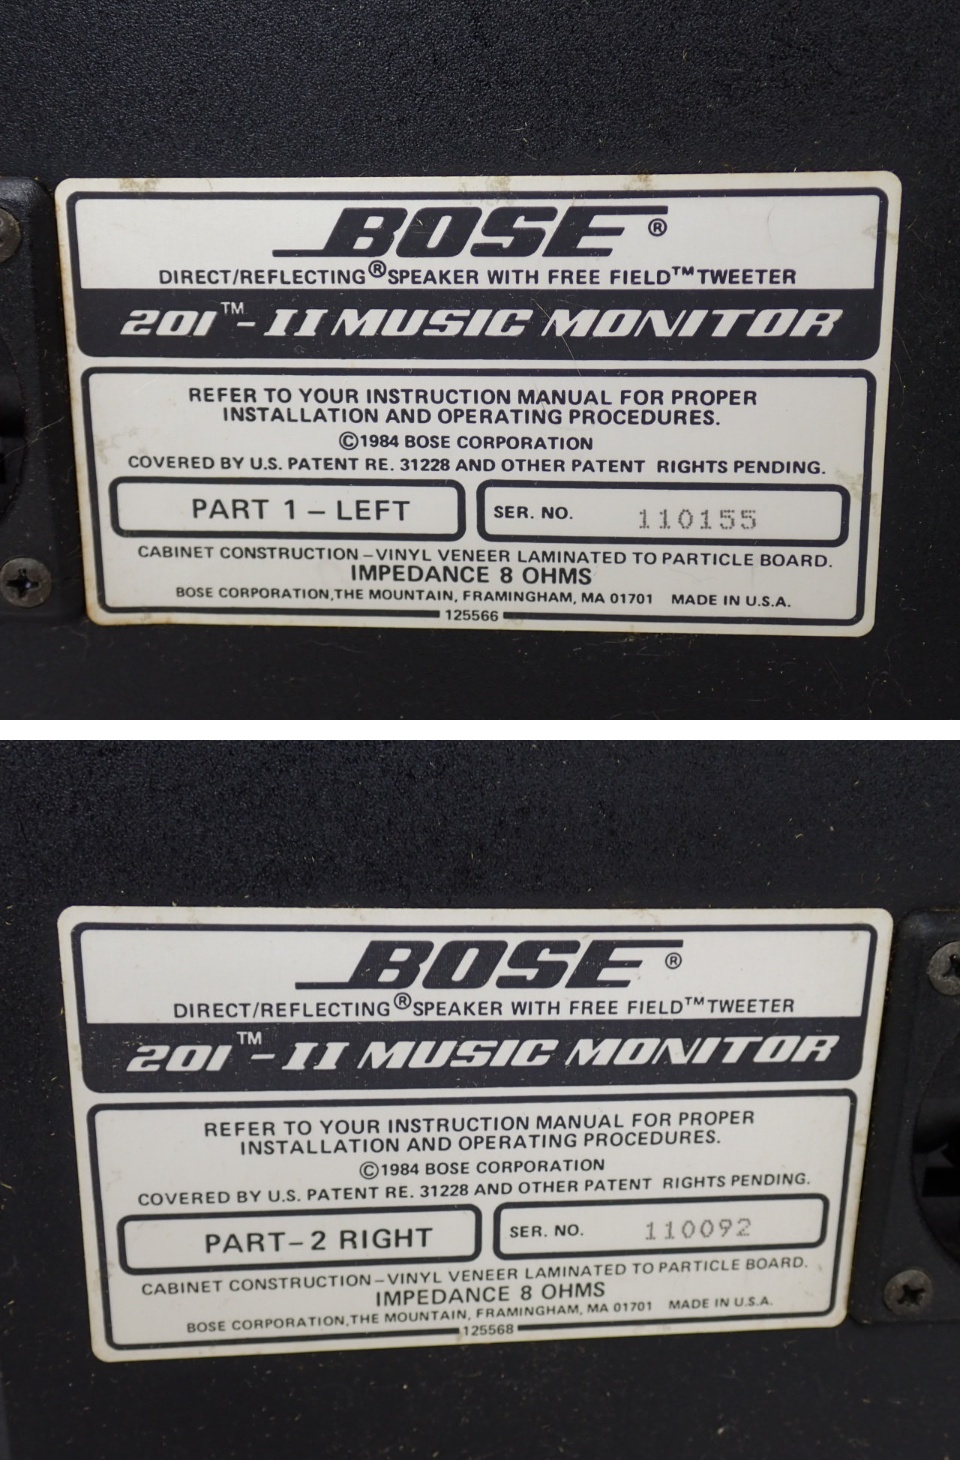 BOSE®
DIRECT/REFLECTING® SPEAKER WITH FREE FIELD™ TWEETER
201™-II MUSIC MONITOR
REFER TO YOUR INSTRUCTION MANUAL FOR PROPER
INSTALLATION AND OPERATING PROCEDURES.
©1984 BOSE CORPORATION
COVERED BY U.S. PATENT RE. 31228 AND OTHER PATENT RIGHTS PENDING.
PART 1 – LEFT SER. NO. 110155
CABINET CONSTRUCTION – VINYL VENEER LAMINATED TO PARTICLE BOARD.
IMPEDANCE 8 OHMS
BOSE CORPORATION, THE MOUNTAIN, FRAMINGHAM, MA 01701 MADE IN U.S.A.
125566
BOSE®
DIRECT/REFLECTING® SPEAKER WITH FREE FIELD™ TWEETER
201™-II MUSIC MONITOR
REFER TO YOUR INSTRUCTION MANUAL FOR PROPER
INSTALLATION AND OPERATING PROCEDURES.
©1984 BOSE CORPORATION
COVERED BY U.S. PATENT RE. 31228 AND OTHER PATENT RIGHTS PENDING.
PART–2 RIGHT SER. NO. 110092
CABINET CONSTRUCTION – VINYL VENEER LAMINATED TO PARTICLE BOARD.
IMPEDANCE 8 OHMS
BOSE CORPORATION, THE MOUNTAIN, FRAMINGHAM, MA 01701 MADE IN U.S.A.
125568